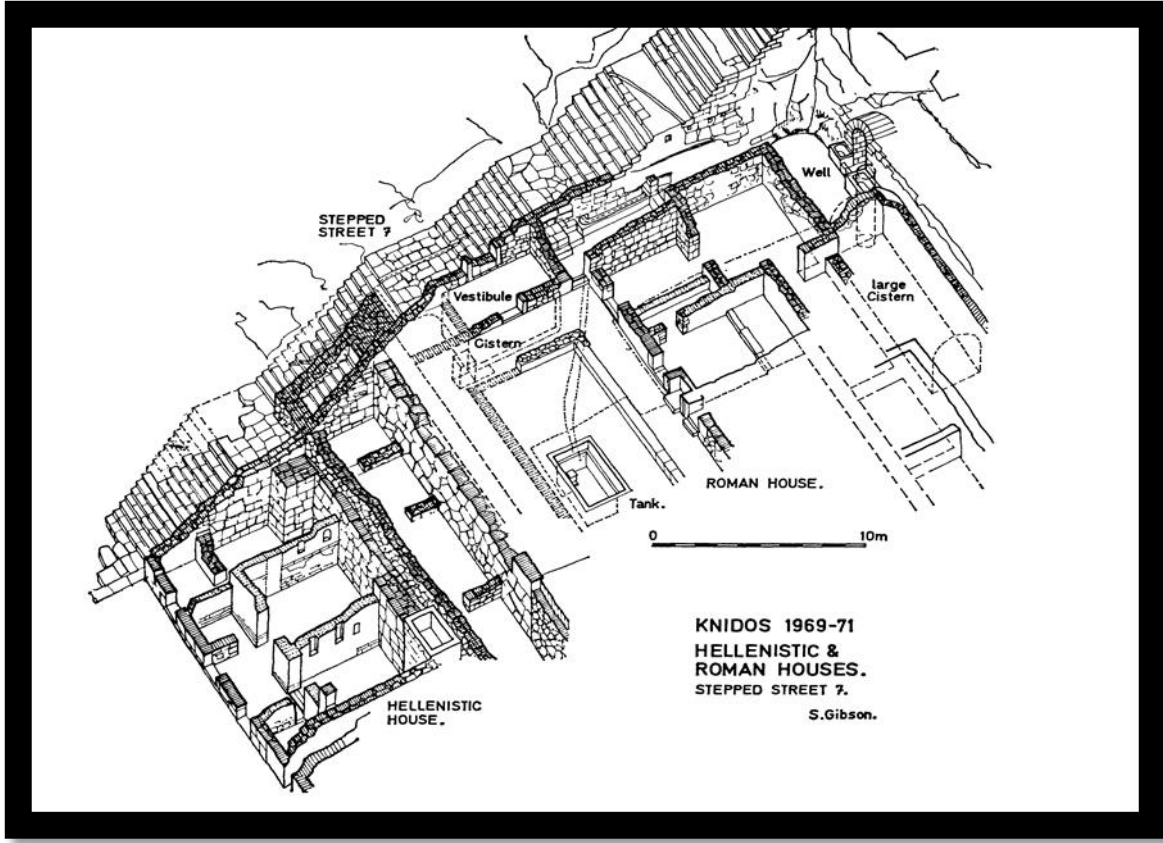 STEPPED
STREET 7
Well
Vestibule
large
Cistern
Cistern
ROMAN HOUSE.
Tank.
0 10m
KNIDOS 1969-71
HELLENISTIC &
ROMAN HOUSES.
STEPPED STREET 7.
S.Gibson.
HELLENISTIC
HOUSE.